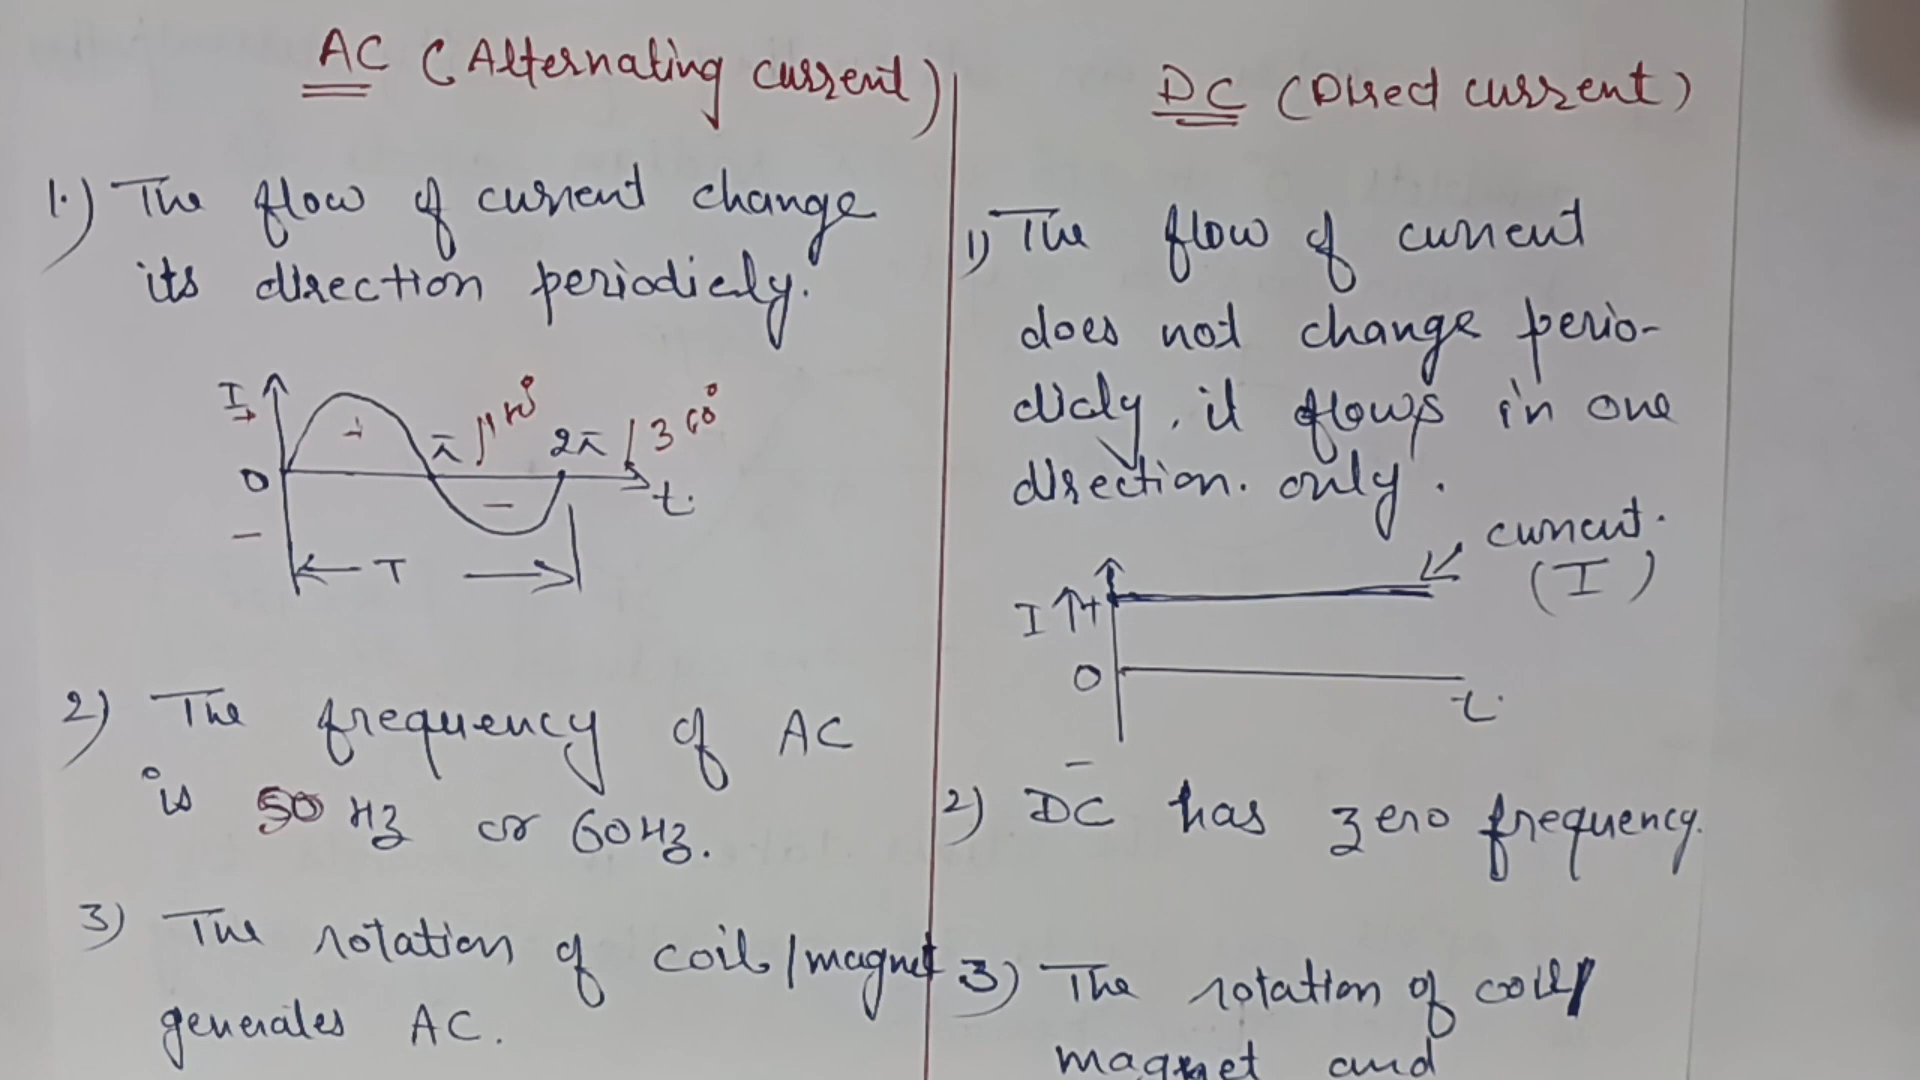 AC (Alternating current)
1.) The flow of current change
its direction periodicly.
I
+
π / 180°
2π / 360°
0
-
t.
-
T
2) The frequency of AC
is 50 Hz or 60Hz.
3) The rotation of coil / magnet
generates AC.
DC (Direct current)
1) The flow of current
does not change perio-
dicly, it flows in one
direction. only.
current.
(I)
I ↑ +
0
t.
-
2) DC has zero frequency.
3) The rotation of coil /
magnet and